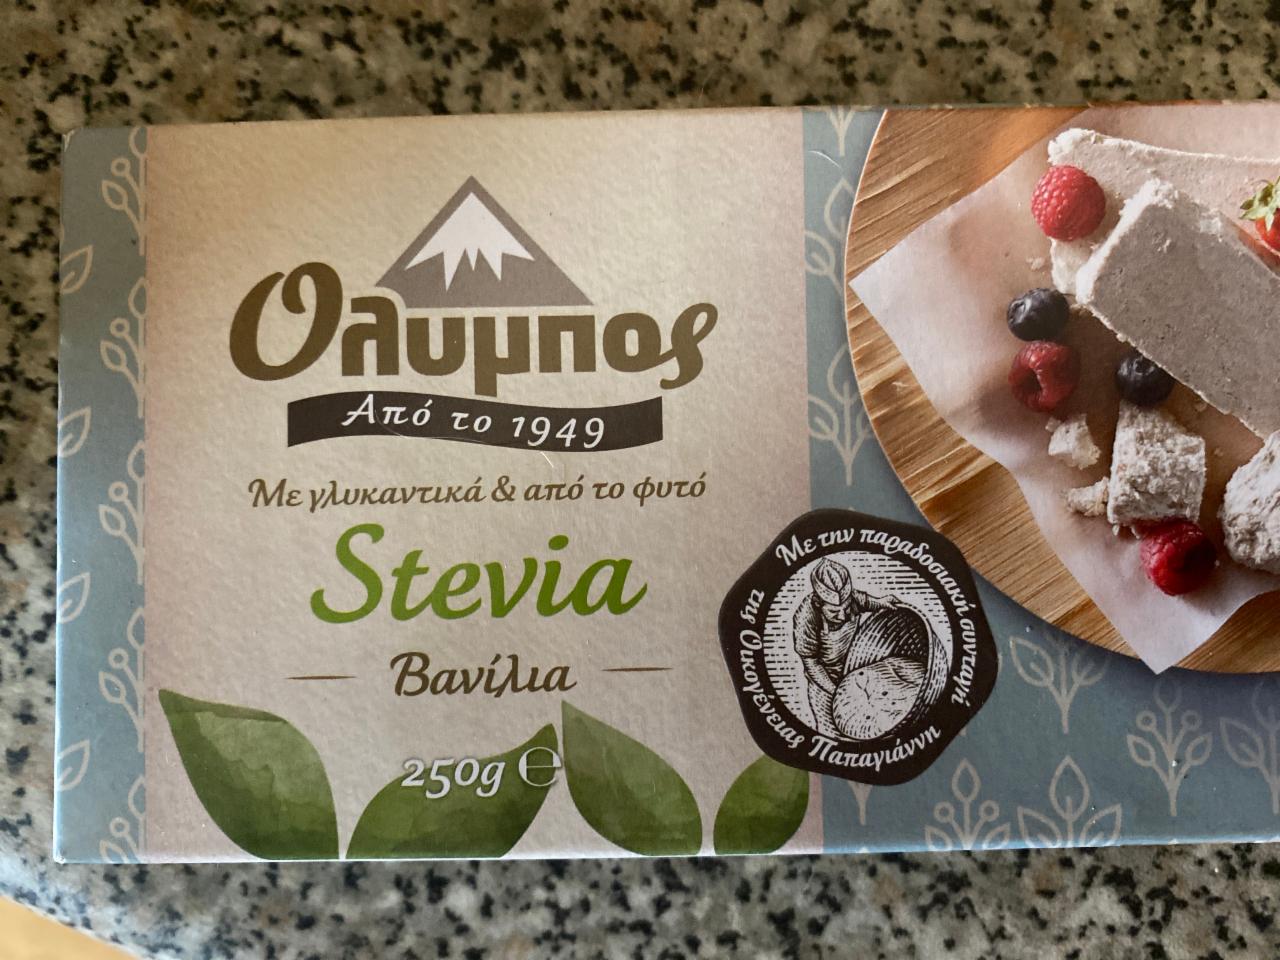 Ολυμπος
Από το 1949
Με γλυκαντικά & από το φυτό
Stevia
Βανίλια
250g ℮
Με την παραδοσιακή συνταγή
της Οικογένειας Παπαγιάννη